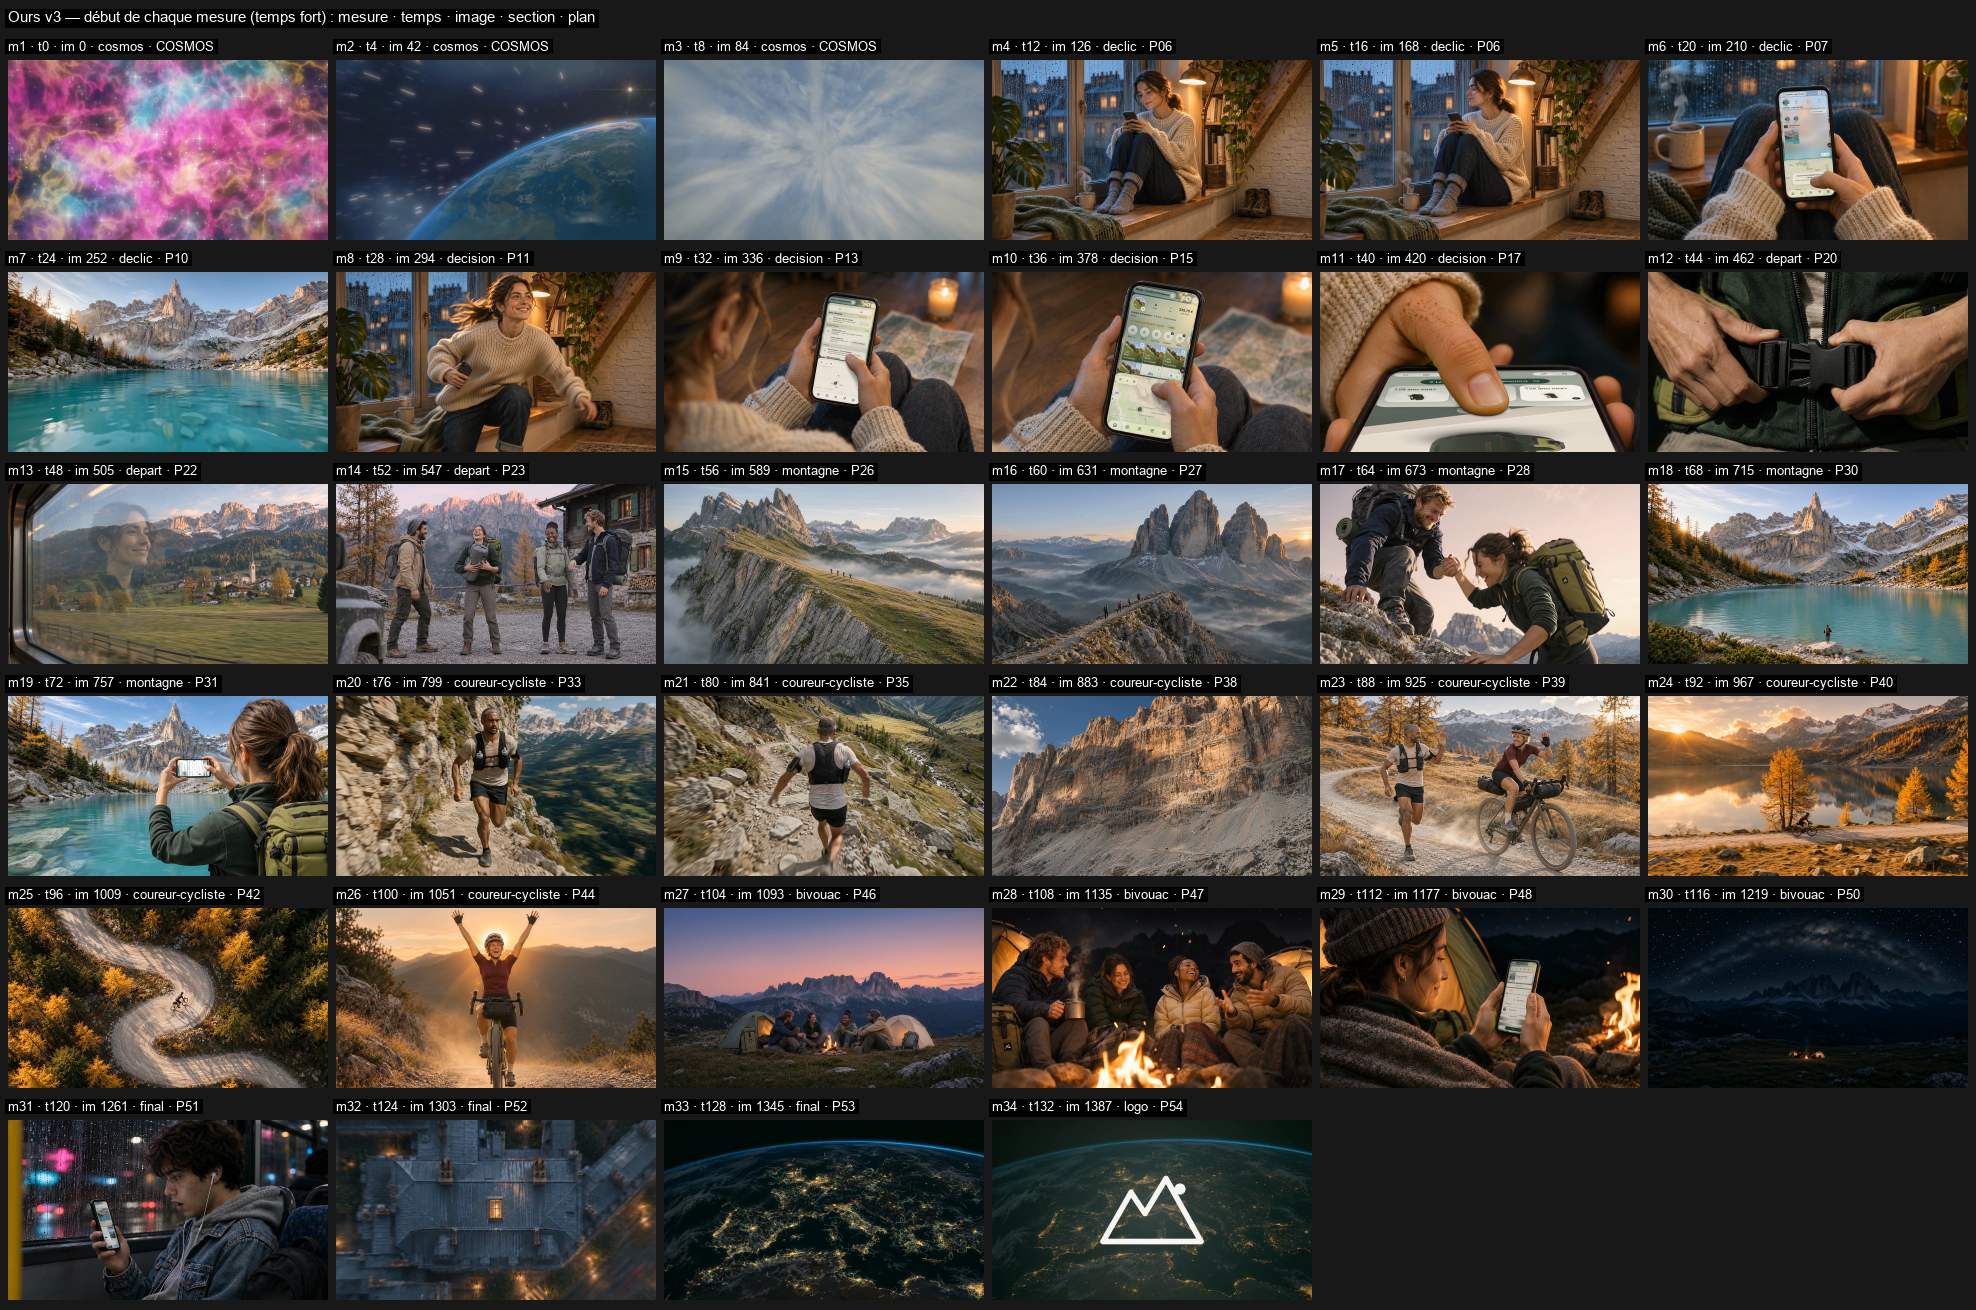 Ours v3 — début de chaque mesure (temps fort) : mesure · temps · image · section · plan
m1 · t0 · im 0 · cosmos · COSMOS
m2 · t4 · im 42 · cosmos · COSMOS
m3 · t8 · im 84 · cosmos · COSMOS
m4 · t12 · im 126 · declic · P06
m5 · t16 · im 168 · declic · P06
m6 · t20 · im 210 · declic · P07
m7 · t24 · im 252 · declic · P10
m8 · t28 · im 294 · decision · P11
m9 · t32 · im 336 · decision · P13
m10 · t36 · im 378 · decision · P15
m11 · t40 · im 420 · decision · P17
m12 · t44 · im 462 · depart · P20
m13 · t48 · im 505 · depart · P22
m14 · t52 · im 547 · depart · P23
m15 · t56 · im 589 · montagne · P26
m16 · t60 · im 631 · montagne · P27
m17 · t64 · im 673 · montagne · P28
m18 · t68 · im 715 · montagne · P30
m19 · t72 · im 757 · montagne · P31
m20 · t76 · im 799 · coureur-cycliste · P33
m21 · t80 · im 841 · coureur-cycliste · P35
m22 · t84 · im 883 · coureur-cycliste · P38
m23 · t88 · im 925 · coureur-cycliste · P39
m24 · t92 · im 967 · coureur-cycliste · P40
m25 · t96 · im 1009 · coureur-cycliste · P42
m26 · t100 · im 1051 · coureur-cycliste · P44
m27 · t104 · im 1093 · bivouac · P46
m28 · t108 · im 1135 · bivouac · P47
m29 · t112 · im 1177 · bivouac · P48
m30 · t116 · im 1219 · bivouac · P50
m31 · t120 · im 1261 · final · P51
m32 · t124 · im 1303 · final · P52
m33 · t128 · im 1345 · final · P53
m34 · t132 · im 1387 · logo · P54